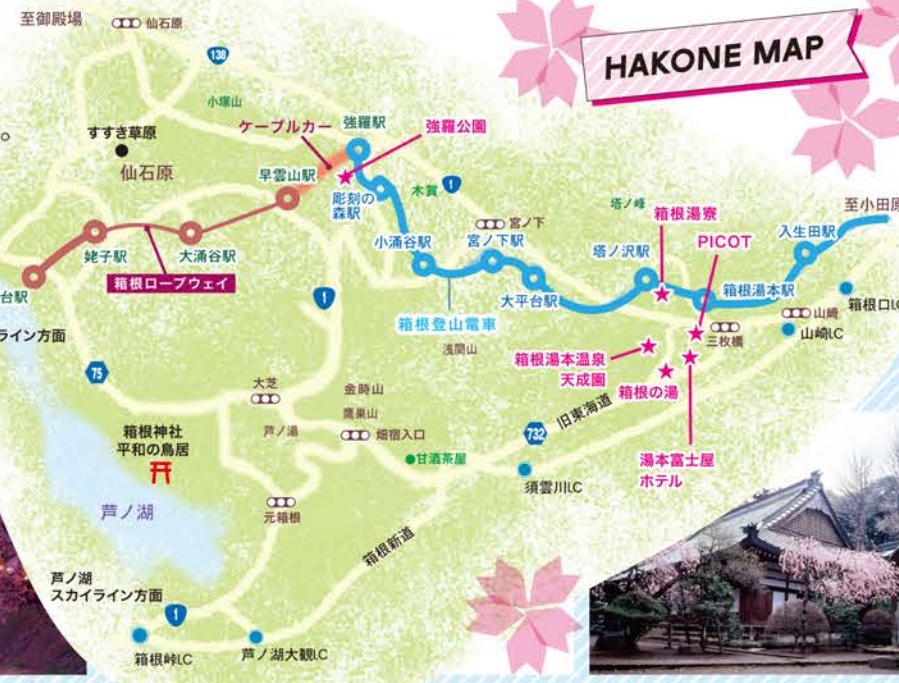 HAKONE MAP
至御殿場
仙石原
138
小塚山
。
すすき草原
仙石原
ケーブルカー
強羅駅
強羅公園
早雲山駅
彫刻の
森駅
木賀
1
塔ノ峰
箱根湯寮
至小田原
宮ノ下
PICOT
入生田駅
小涌谷駅
宮ノ下駅
塔ノ沢駅
姥子駅
大涌谷駅
箱根ロープウェイ
台駅
大平台駅
箱根湯本駅
箱根口I.C
1
箱根登山電車
山崎
山崎I.C
三枚橋
ライン方面
浅間山
箱根湯本温泉
天成園
箱根の湯
75
大芝
金時山
鷹巣山
芦ノ湯
畑宿入口
旧東海道
732
箱根神社
平和の鳥居
甘酒茶屋
湯本富士屋
ホテル
須雲川I.C
芦ノ湖
元箱根
箱根新道
芦ノ湖
スカイライン方面
1
箱根峠I.C
芦ノ湖大観I.C